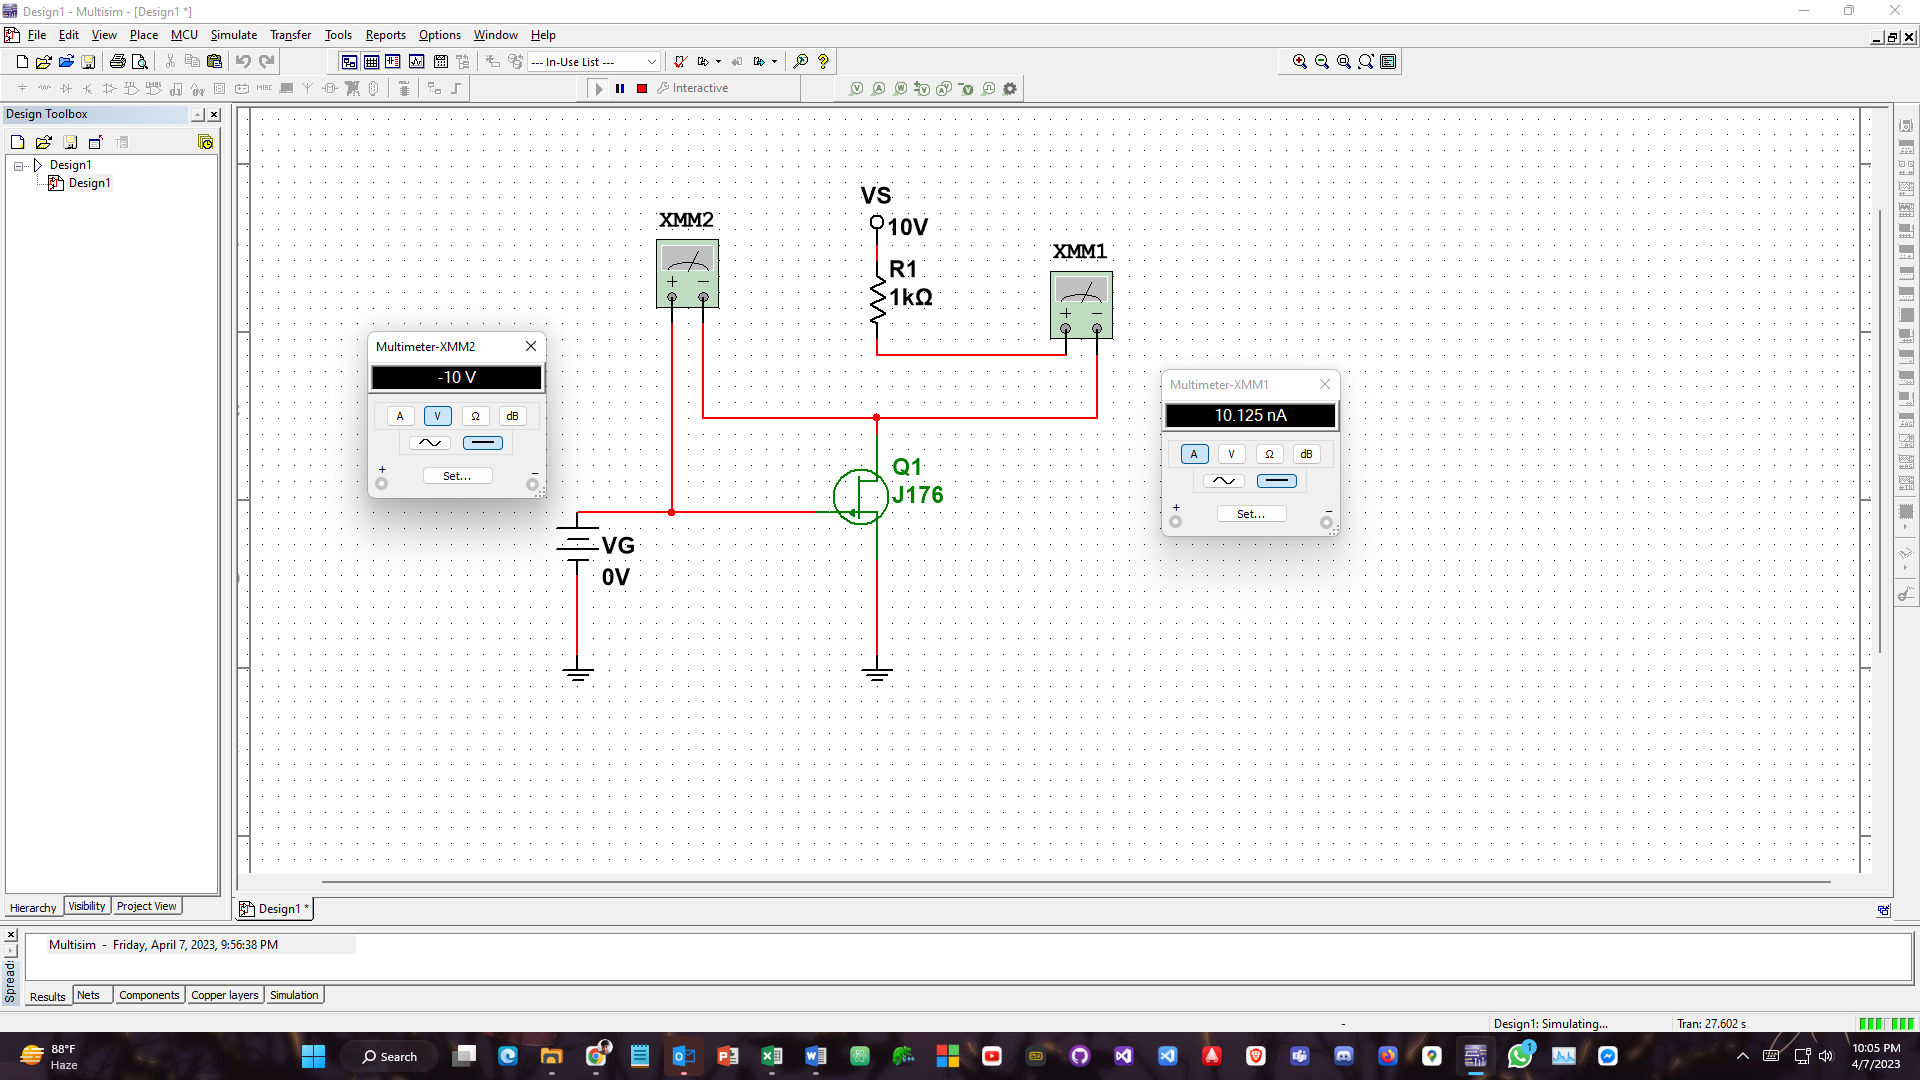 Design1 - Multisim - [Design1 *]
File Edit View Place MCU Simulate Transfer Tools Reports Options Window Help
--- In-Use List ---
MISC
Interactive
Design Toolbox
Design1
Design1
VS
10V
XMM2
XMM1
R1
1kΩ
+ −
+ −
Multimeter-XMM2
-10 V
A V Ω dB
+ Set... −
Multimeter-XMM1
10.125 nA
A V Ω dB
+ Set... −
Q1
J176
VG
0V
Hierarchy Visibility Project View
Design1 *
Multisim - Friday, April 7, 2023, 9:56:38 PM
Spread:
Results Nets Components Copper layers Simulation
- Design1: Simulating... Tran: 27.602 s
88°F
Haze
Search
1
10:05 PM
4/7/2023